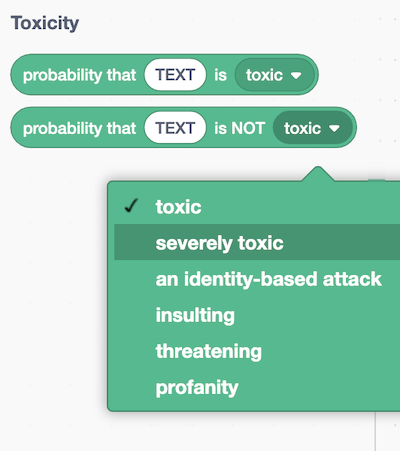 Toxicity
probability that TEXT is toxic
probability that TEXT is NOT toxic
✓ toxic
severely toxic
an identity-based attack
insulting
threatening
profanity